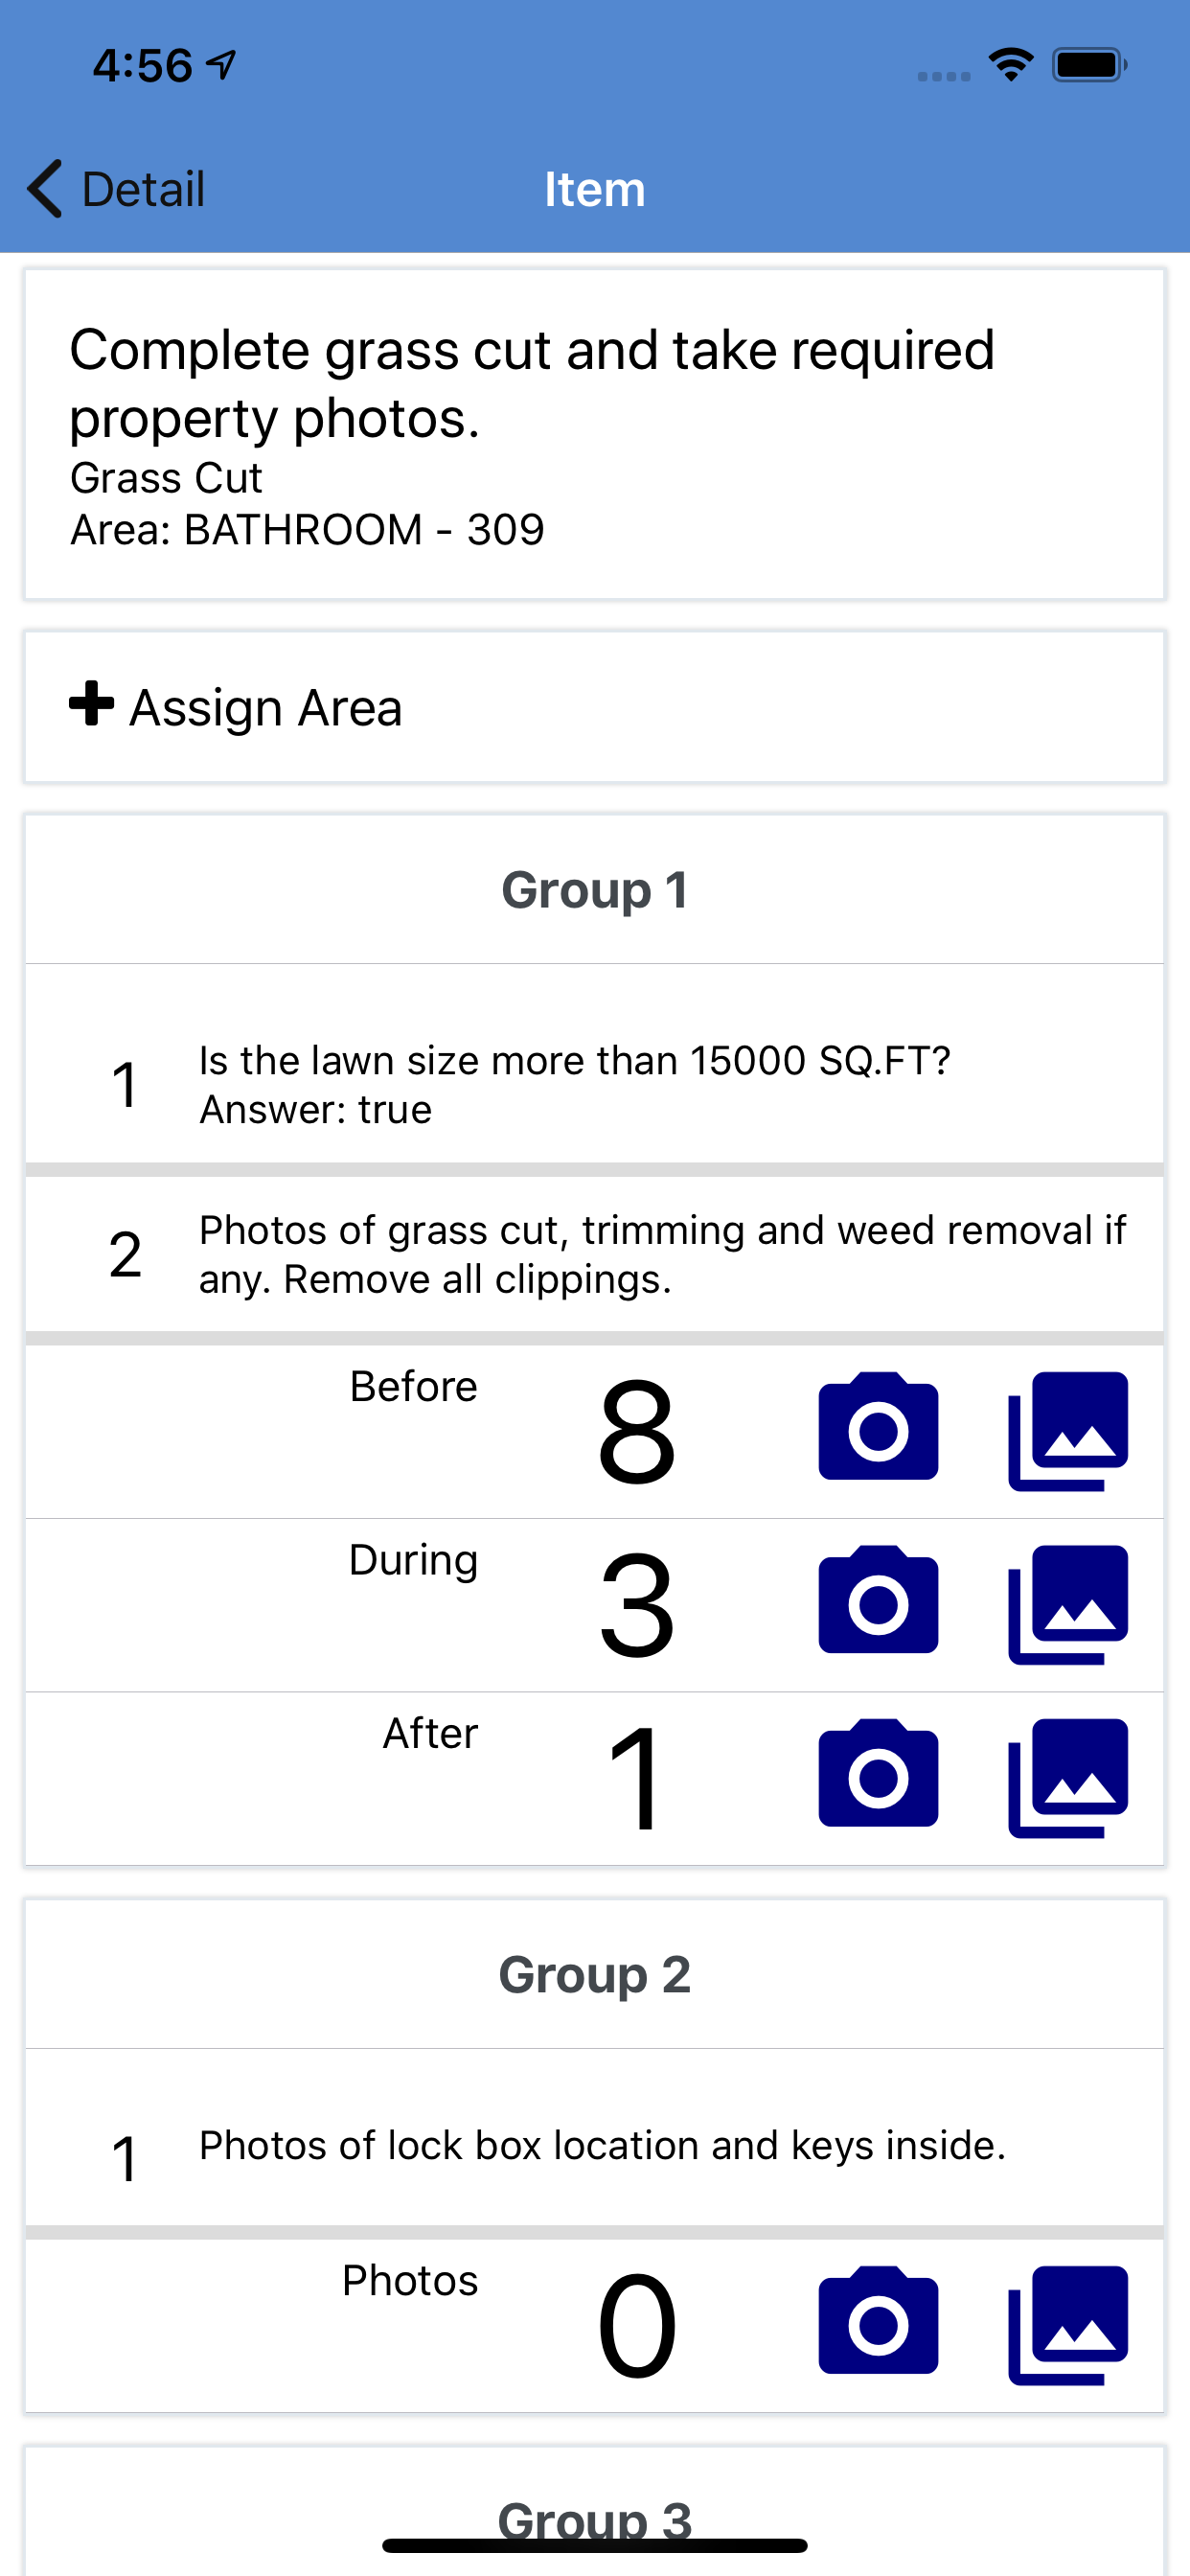 4:56
Detail
Item
Complete grass cut and take required
property photos.
Grass Cut
Area: BATHROOM - 309
Assign Area
Group 1
1
Is the lawn size more than 15000 SQ.FT?
Answer: true
2
Photos of grass cut, trimming and weed removal if
any. Remove all clippings.
Before 8
During 3
After 1
Group 2
1 Photos of lock box location and keys inside.
Photos 0
Group 3